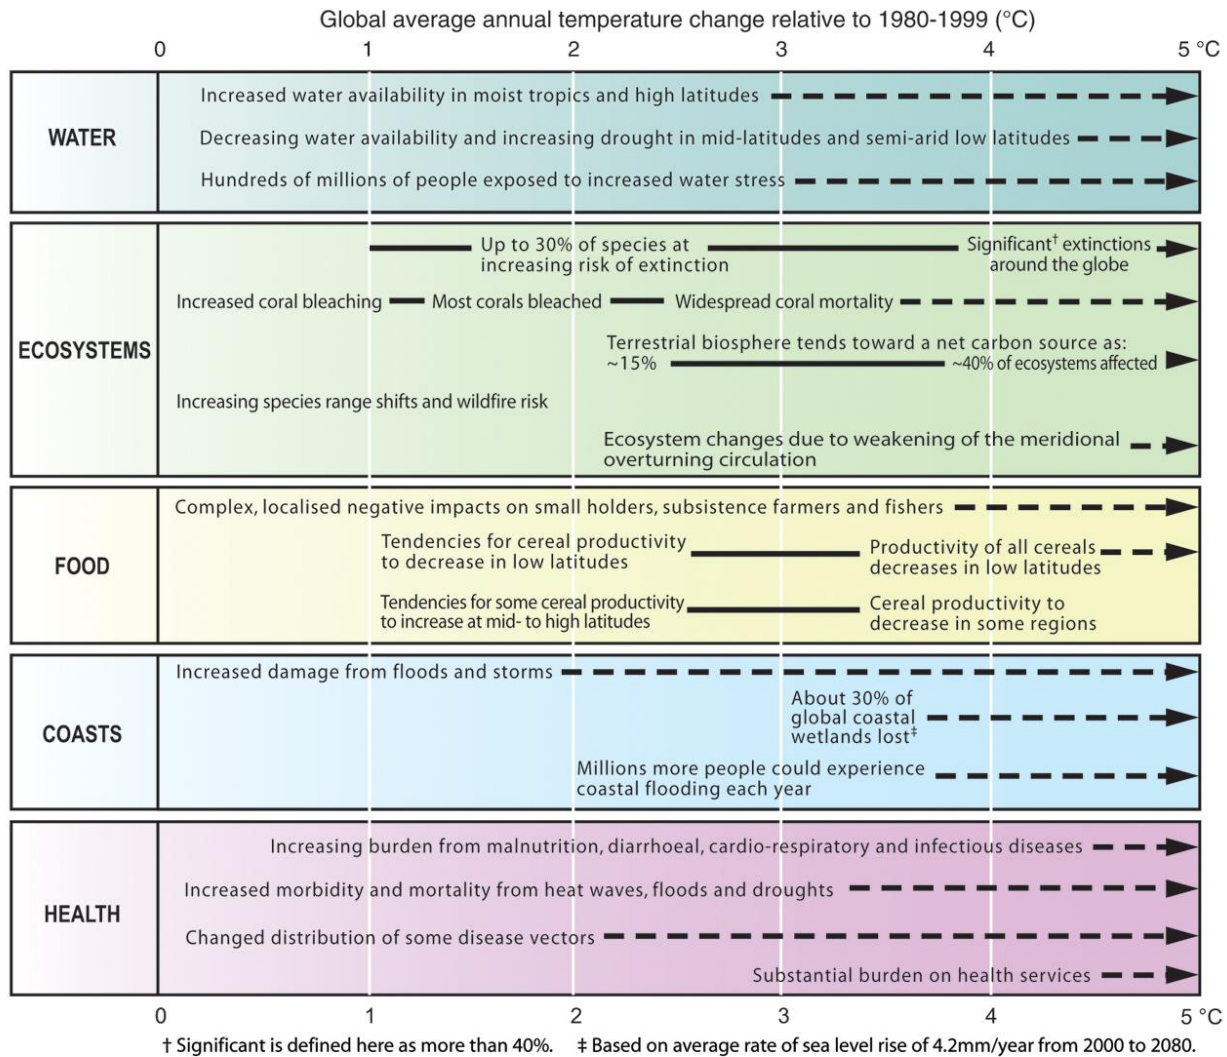 Global average annual temperature change relative to 1980-1999 (°C)
0 1 2 3 4 5 °C
WATER
Increased water availability in moist tropics and high latitudes
Decreasing water availability and increasing drought in mid-latitudes and semi-arid low latitudes
Hundreds of millions of people exposed to increased water stress
ECOSYSTEMS
Up to 30% of species at
increasing risk of extinction
Significant† extinctions
around the globe
Increased coral bleaching
Most corals bleached
Widespread coral mortality
Terrestrial biosphere tends toward a net carbon source as:
~15%
~40% of ecosystems affected
Increasing species range shifts and wildfire risk
Ecosystem changes due to weakening of the meridional
overturning circulation
FOOD
Complex, localised negative impacts on small holders, subsistence farmers and fishers
Tendencies for cereal productivity
to decrease in low latitudes
Productivity of all cereals
decreases in low latitudes
Tendencies for some cereal productivity
to increase at mid- to high latitudes
Cereal productivity to
decrease in some regions
COASTS
Increased damage from floods and storms
About 30% of
global coastal
wetlands lost‡
Millions more people could experience
coastal flooding each year
HEALTH
Increasing burden from malnutrition, diarrhoeal, cardio-respiratory and infectious diseases
Increased morbidity and mortality from heat waves, floods and droughts
Changed distribution of some disease vectors
Substantial burden on health services
0 1 2 3 4 5 °C
† Significant is defined here as more than 40%. ‡ Based on average rate of sea level rise of 4.2mm/year from 2000 to 2080.